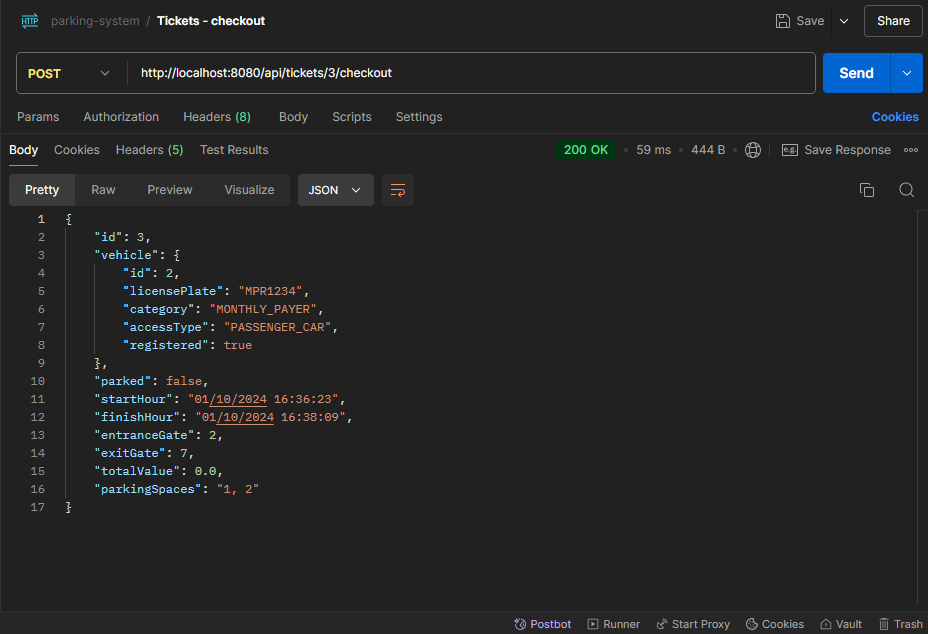 HTTP parking-system / Tickets - checkout Save Share
POST http://localhost:8080/api/tickets/3/checkout Send
Params Authorization Headers (8) Body Scripts Settings Cookies
Body Cookies Headers (5) Test Results 200 OK • 59 ms • 444 B • e.g. Save Response
Pretty Raw Preview Visualize JSON
1 {
2 "id": 3,
3 "vehicle": {
4 "id": 2,
5 "licensePlate": "MPR1234",
6 "category": "MONTHLY_PAYER",
7 "accessType": "PASSENGER_CAR",
8 "registered": true
9 },
10 "parked": false,
11 "startHour": "01/10/2024 16:36:23",
12 "finishHour": "01/10/2024 16:38:09",
13 "entranceGate": 2,
14 "exitGate": 7,
15 "totalValue": 0.0,
16 "parkingSpaces": "1, 2"
17 }
Postbot Runner Start Proxy Cookies Vault Trash